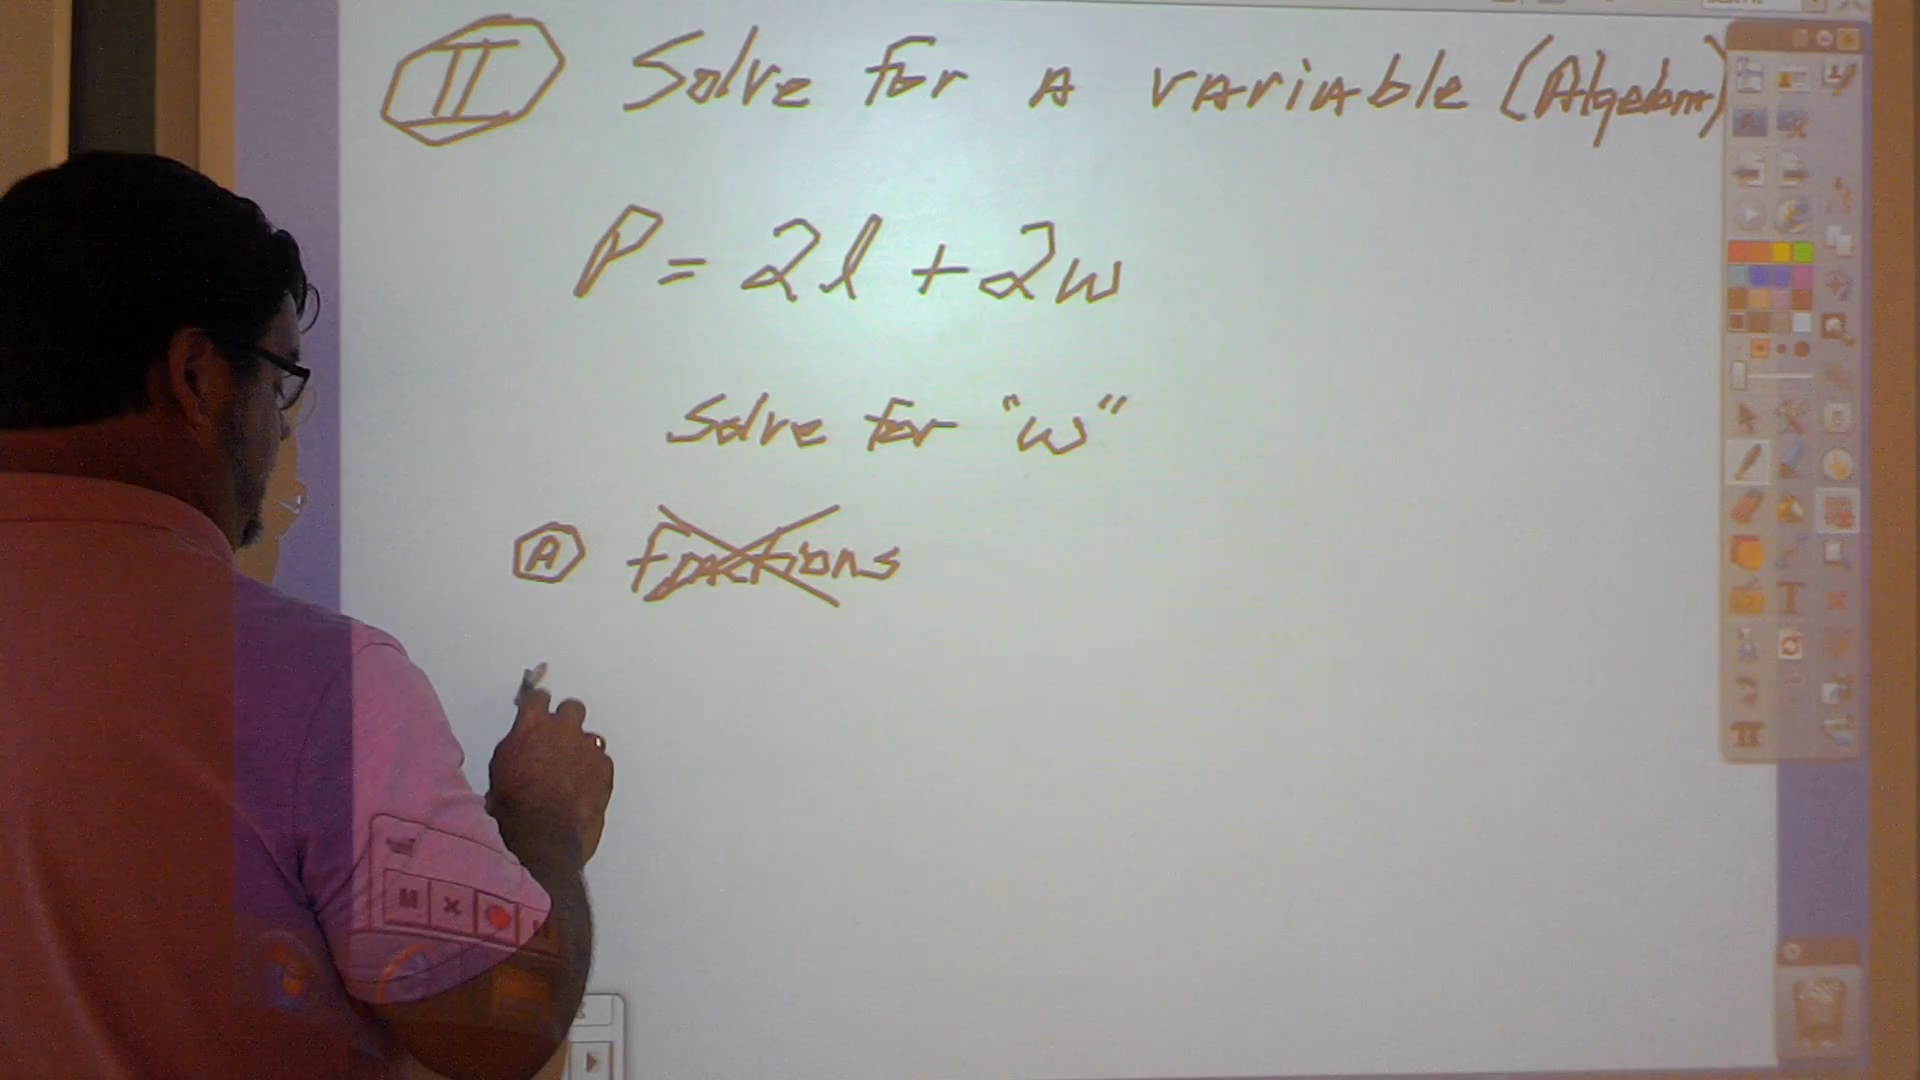 II Solve for A variable (Algebra)
P = 2l + 2w
Solve for "w"
A fractions
M
T